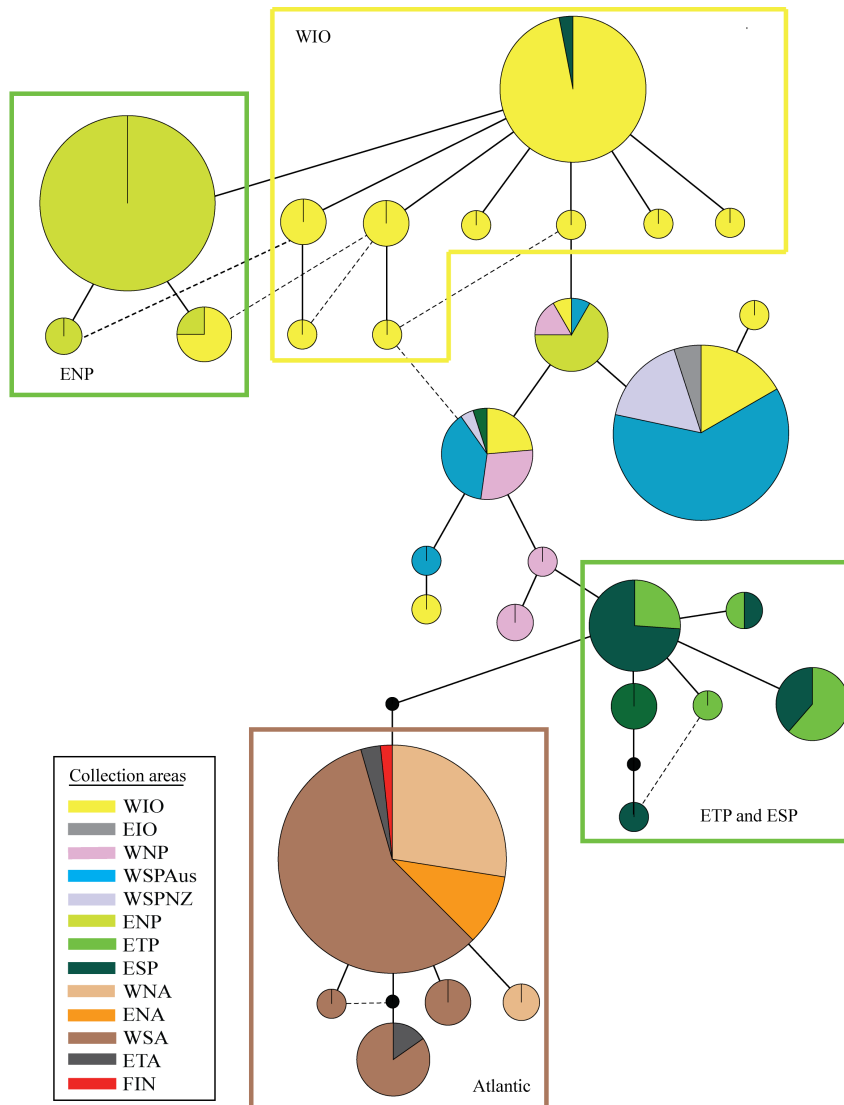 WIO
ENP
ETP and ESP
Collection areas
WIO
EIO
WNP
WSPAus
WSPNZ
ENP
ETP
ESP
WNA
ENA
WSA
ETA
FIN
Atlantic